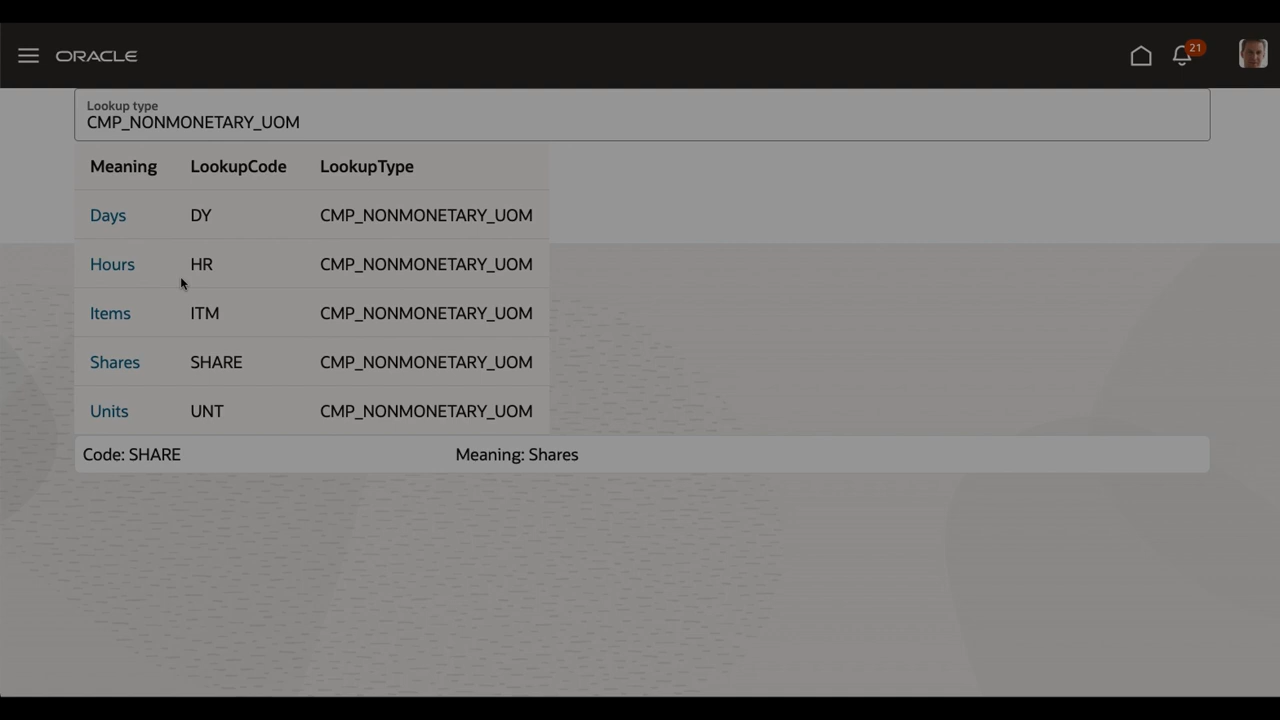 ORACLE
21
Lookup type
CMP_NONMONETARY_UOM
Meaning LookupCode LookupType
Days DY CMP_NONMONETARY_UOM
Hours HR CMP_NONMONETARY_UOM
Items ITM CMP_NONMONETARY_UOM
Shares SHARE CMP_NONMONETARY_UOM
Units UNT CMP_NONMONETARY_UOM
Code: SHARE Meaning: Shares